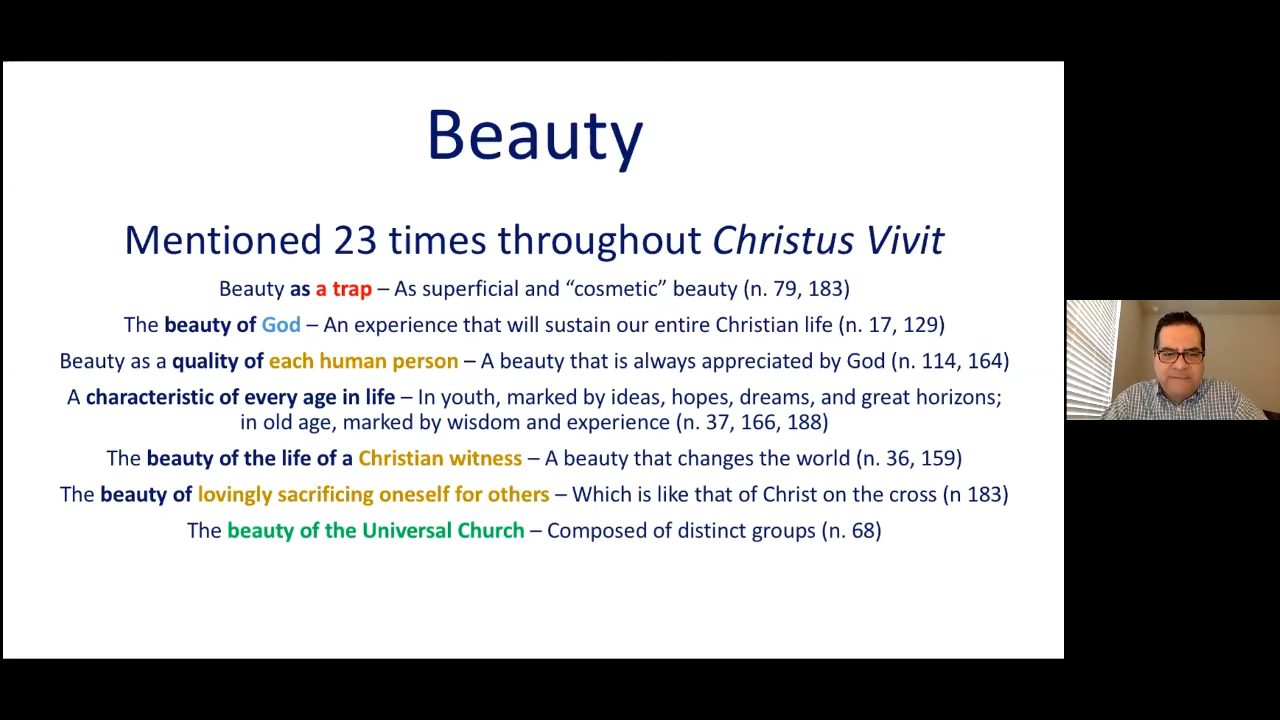 Beauty
Mentioned 23 times throughout Christus Vivit
Beauty as a trap – As superficial and “cosmetic” beauty (n. 79, 183)
The beauty of God – An experience that will sustain our entire Christian life (n. 17, 129)
Beauty as a quality of each human person – A beauty that is always appreciated by God (n. 114, 164)
A characteristic of every age in life – In youth, marked by ideas, hopes, dreams, and great horizons;
in old age, marked by wisdom and experience (n. 37, 166, 188)
The beauty of the life of a Christian witness – A beauty that changes the world (n. 36, 159)
The beauty of lovingly sacrificing oneself for others – Which is like that of Christ on the cross (n 183)
The beauty of the Universal Church – Composed of distinct groups (n. 68)